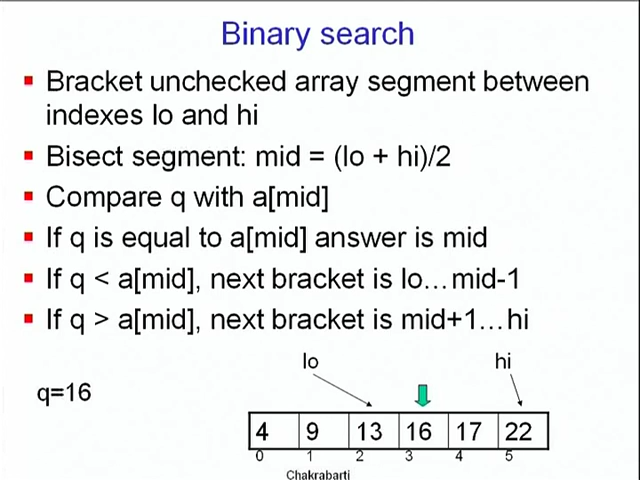 Binary search
Bracket unchecked array segment between
indexes lo and hi
Bisect segment: mid = (lo + hi)/2
Compare q with a[mid]
If q is equal to a[mid] answer is mid
If q < a[mid], next bracket is lo…mid-1
If q > a[mid], next bracket is mid+1…hi
lo hi
q=16
4 9 13 16 17 22
0 1 2 3 4 5
Chakrabarti